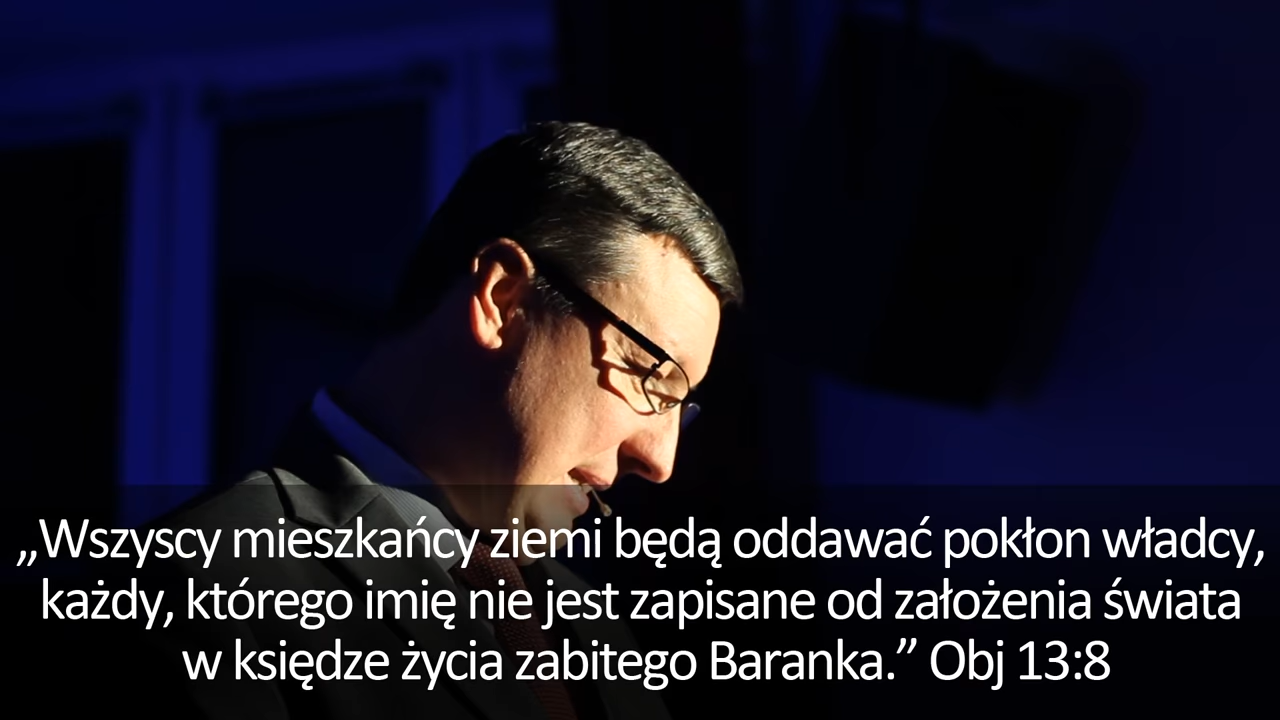 „Wszyscy mieszkańcy ziemi będą oddawać pokłon władcy,
każdy, którego imię nie jest zapisane od założenia świata
w księdze życia zabitego Baranka.” Obj 13:8